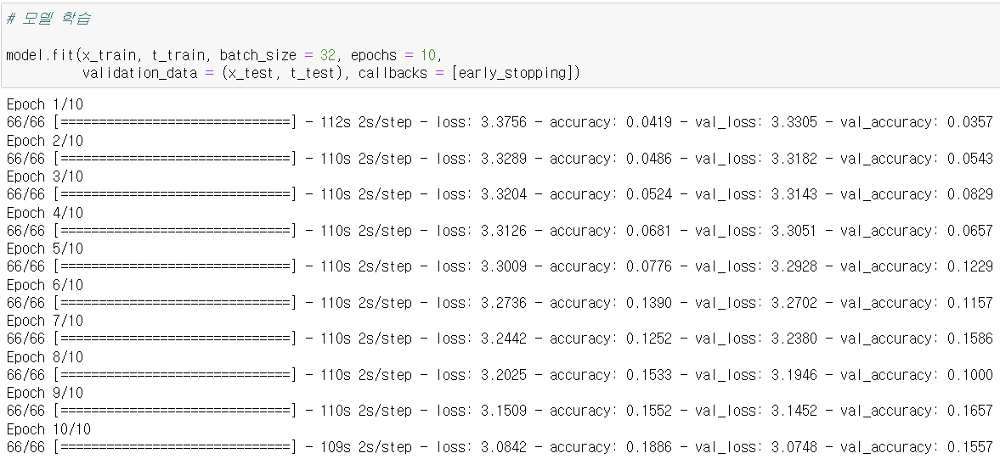 # 모델 학습
model.fit(x_train, t_train, batch_size = 32, epochs = 10,
validation_data = (x_test, t_test), callbacks = [early_stopping])
Epoch 1/10
66/66 [==============================] - 112s 2s/step - loss: 3.3756 - accuracy: 0.0419 - val_loss: 3.3305 - val_accuracy: 0.0357
Epoch 2/10
66/66 [==============================] - 110s 2s/step - loss: 3.3289 - accuracy: 0.0486 - val_loss: 3.3182 - val_accuracy: 0.0543
Epoch 3/10
66/66 [==============================] - 110s 2s/step - loss: 3.3204 - accuracy: 0.0524 - val_loss: 3.3143 - val_accuracy: 0.0829
Epoch 4/10
66/66 [==============================] - 110s 2s/step - loss: 3.3126 - accuracy: 0.0681 - val_loss: 3.3051 - val_accuracy: 0.0657
Epoch 5/10
66/66 [==============================] - 110s 2s/step - loss: 3.3009 - accuracy: 0.0776 - val_loss: 3.2928 - val_accuracy: 0.1229
Epoch 6/10
66/66 [==============================] - 110s 2s/step - loss: 3.2736 - accuracy: 0.1390 - val_loss: 3.2702 - val_accuracy: 0.1157
Epoch 7/10
66/66 [==============================] - 110s 2s/step - loss: 3.2442 - accuracy: 0.1252 - val_loss: 3.2380 - val_accuracy: 0.1586
Epoch 8/10
66/66 [==============================] - 110s 2s/step - loss: 3.2025 - accuracy: 0.1533 - val_loss: 3.1946 - val_accuracy: 0.1000
Epoch 9/10
66/66 [==============================] - 110s 2s/step - loss: 3.1509 - accuracy: 0.1552 - val_loss: 3.1452 - val_accuracy: 0.1657
Epoch 10/10
66/66 [==============================] - 109s 2s/step - loss: 3.0842 - accuracy: 0.1886 - val_loss: 3.0748 - val_accuracy: 0.1557